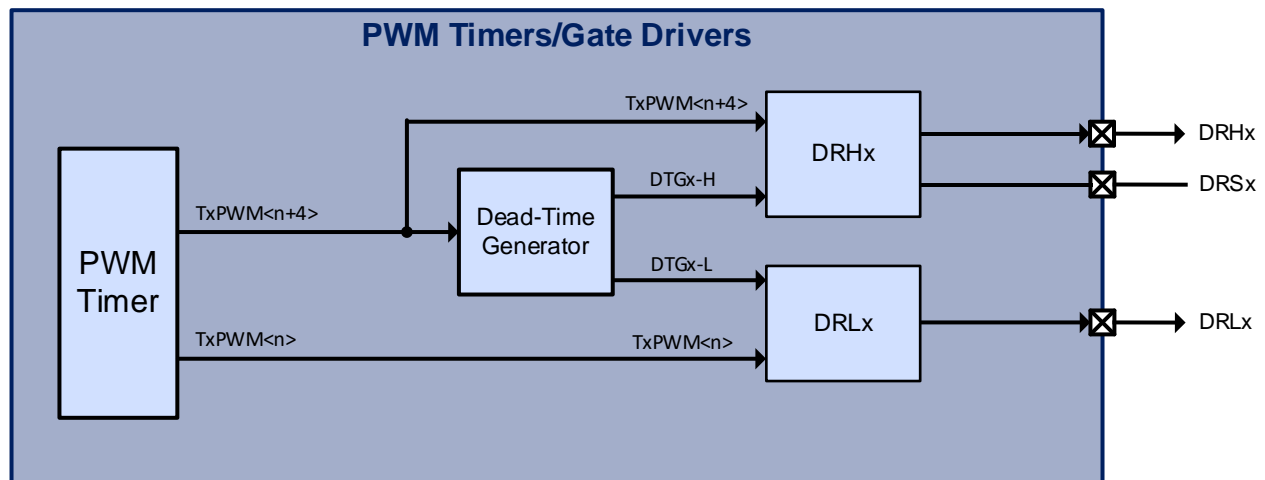 PWM Timers/Gate Drivers
TxPWM<n+4>
DRHx
DRHx
DTGx-H
DRSx
TxPWM<n+4>
Dead-Time
Generator
PWM
Timer
DTGx-L
DRLx
DRLx
TxPWM<n>
TxPWM<n>